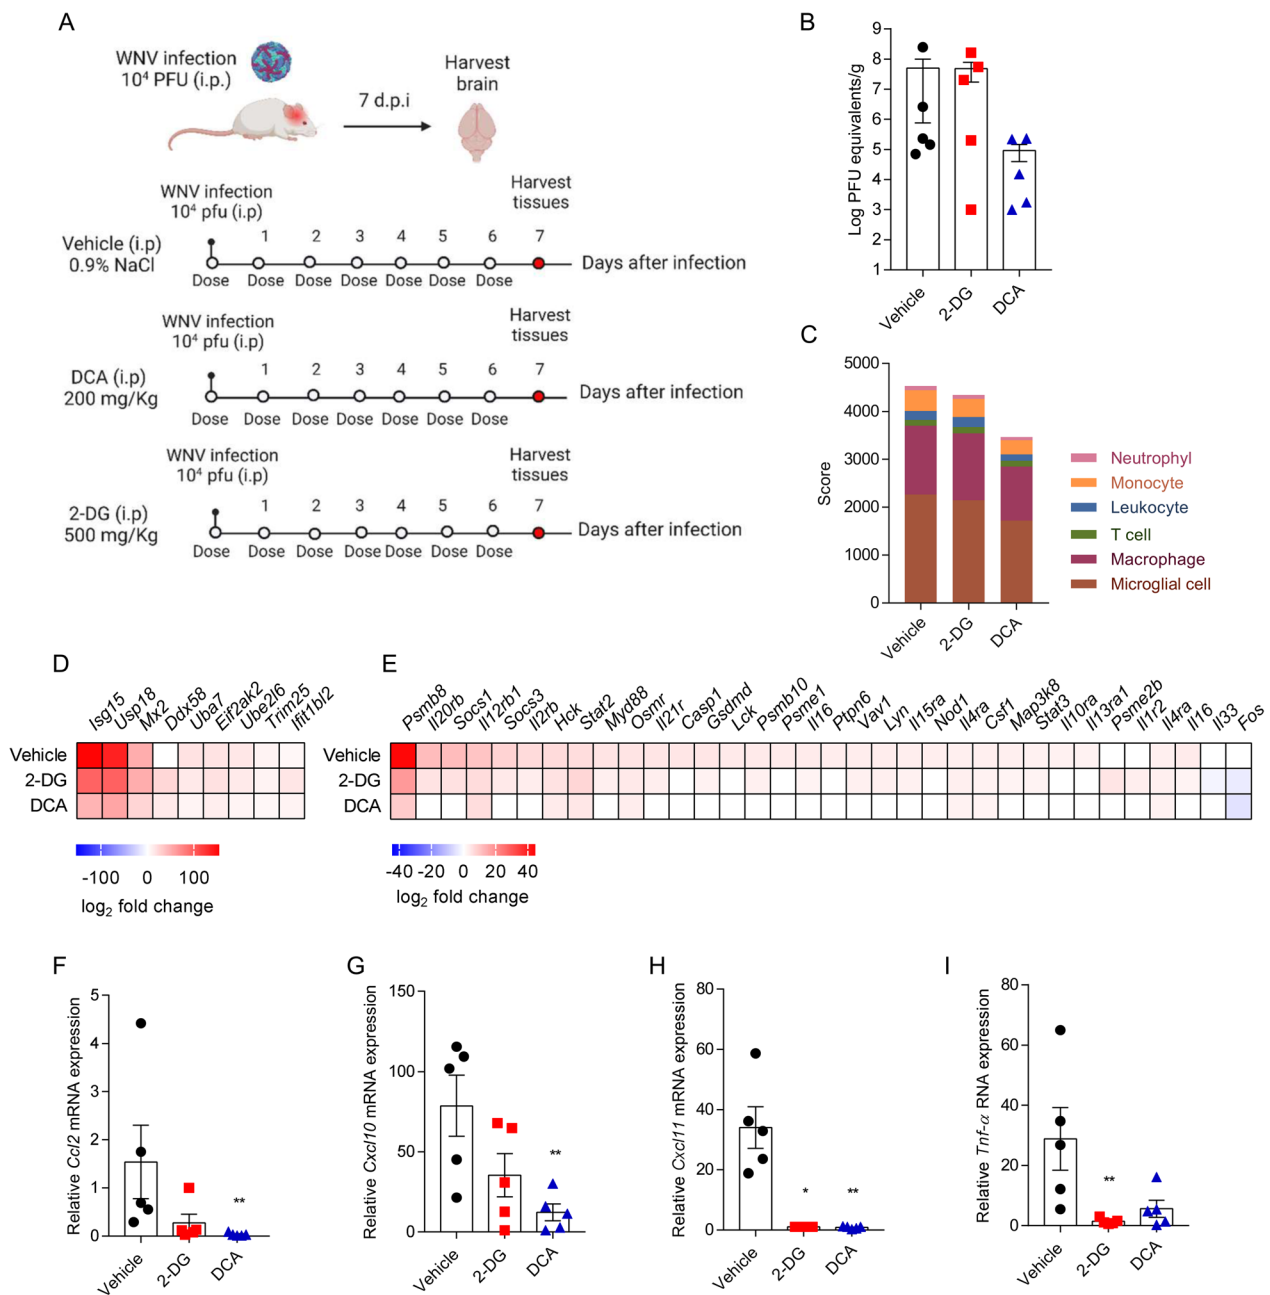 A
WNV infection
10⁴ PFU (i.p.)
7 d.p.i
Harvest
brain
WNV infection
10⁴ pfu (i.p)
Harvest
tissues
Vehicle (i.p)
0.9% NaCl
1 2 3 4 5 6 7
Dose Dose Dose Dose Dose Dose Dose
Days after infection
WNV infection
10⁴ pfu (i.p)
Harvest
tissues
DCA (i.p)
200 mg/Kg
1 2 3 4 5 6 7
Dose Dose Dose Dose Dose Dose Dose
Days after infection
WNV infection
10⁴ pfu (i.p)
Harvest
tissues
2-DG (i.p)
500 mg/Kg
1 2 3 4 5 6 7
Dose Dose Dose Dose Dose Dose Dose
Days after infection
B
Log PFU equivalents/g
9
8
7
6
5
4
3
2
1
Vehicle 2-DG DCA
C
Score
5000
4000
3000
2000
1000
0
Vehicle 2-DG DCA
Neutrophyl
Monocyte
Leukocyte
T cell
Macrophage
Microglial cell
D
Isg15 Usp18 Mx2 Ddx58 Uba7 Eif2ak2 Ube2l6 Trim25 Ifit1bl2
Vehicle
2-DG
DCA
-100 0 100
log₂ fold change
E
Psmb8 Il20rb Socs1 Il12rb1 Socs3 Il2rb Hck Stat2 Myd88 Osmr Il21r Casp1 Gsdmd Lck Psmb10 Psme1 Il16 Ptpn6 Vav1 Lyn Il15ra Nod1 Il4ra Csf1 Map3k8 Stat3 Il10ra Il13ra1 Psme2b Il1r2 Il4ra Il16 Il33 Fos
Vehicle
2-DG
DCA
-40 -20 0 20 40
log₂ fold change
F
Relative Ccl2 mRNA expression
5
4
3
2
1
0
**
Vehicle 2-DG DCA
G
Relative Cxcl10 mRNA expression
150
100
50
0
**
Vehicle 2-DG DCA
H
Relative Cxcl11 mRNA expression
80
60
40
20
0
* **
Vehicle 2-DG DCA
I
Relative Tnf-α RNA expression
80
60
40
20
0
**
Vehicle 2-DG DCA